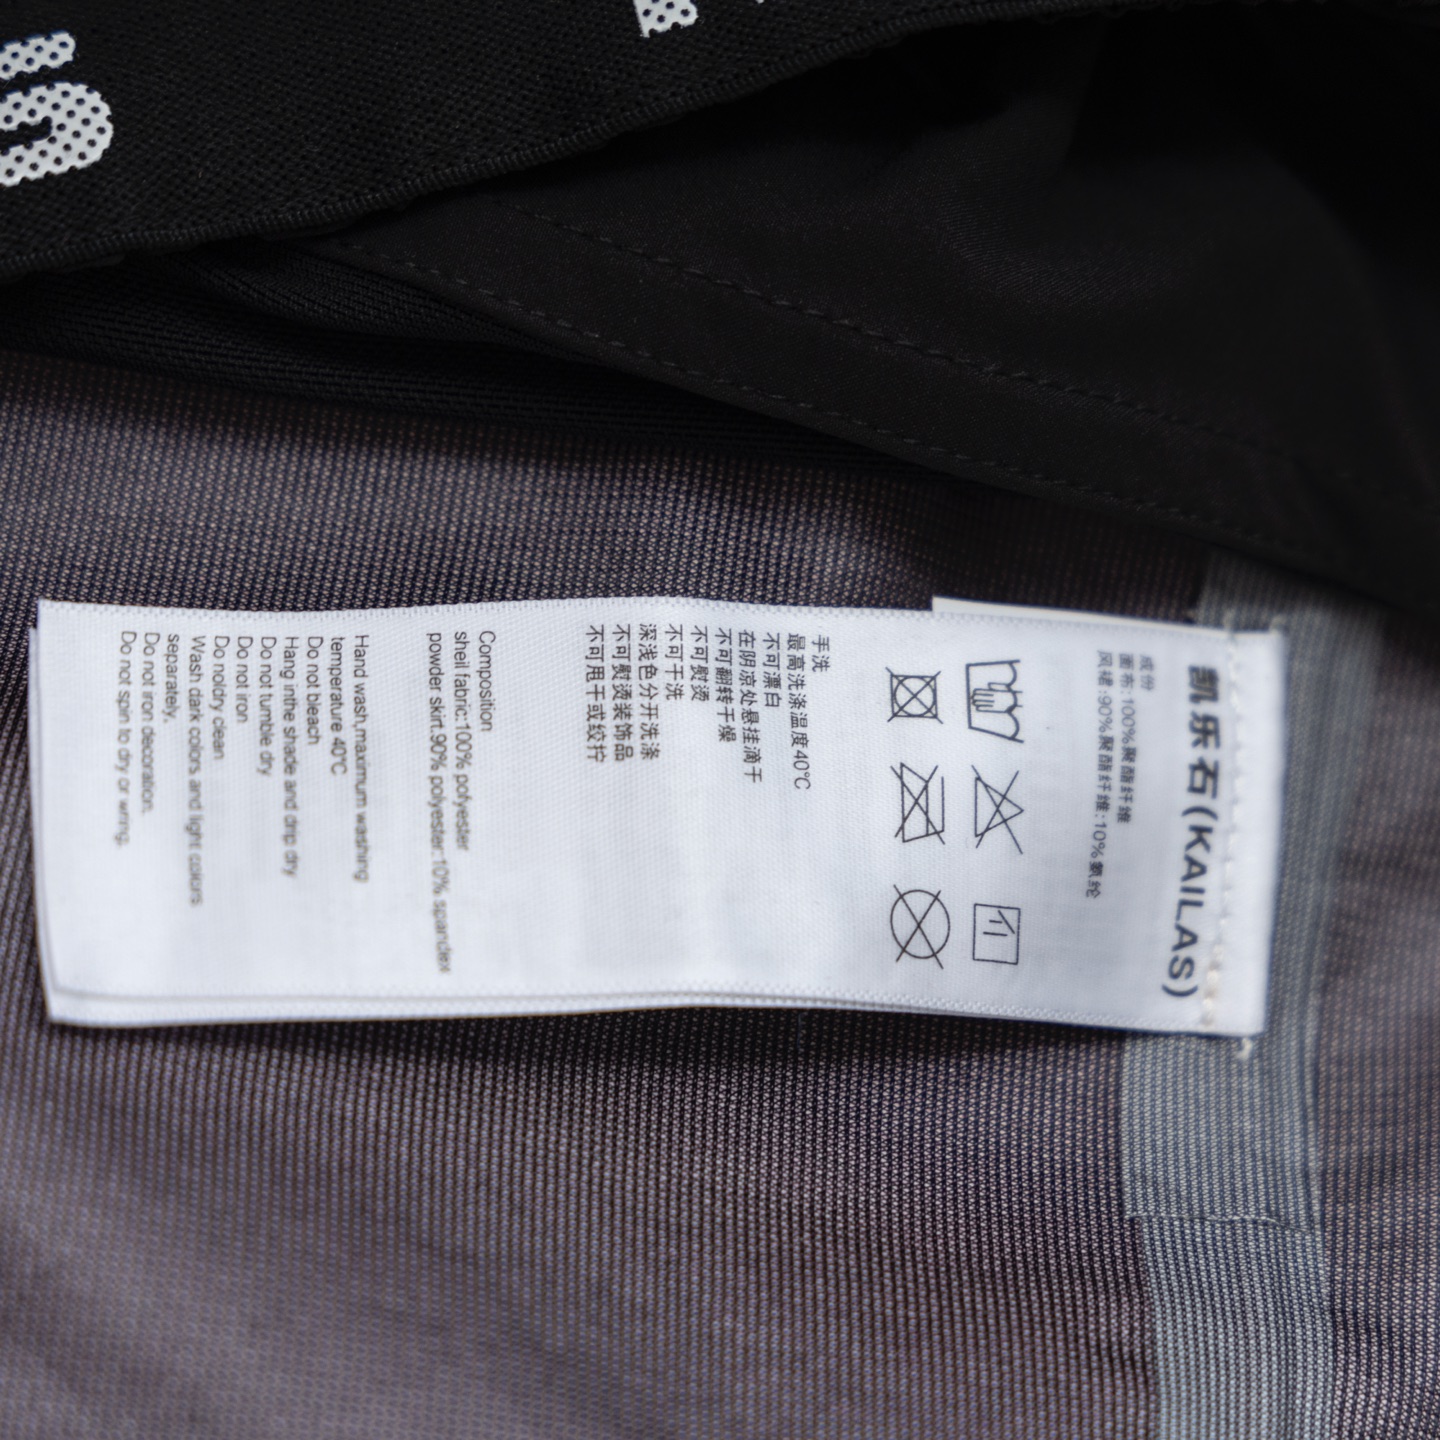 凯乐石(KAILAS)
成份
面布:100%聚酯纤维
风裙:90%聚酯纤维:10%氨纶
手洗
最高洗涤温度40℃
不可漂白
在阴凉处悬挂滴干
不可翻转干燥
不可熨烫
不可干洗
深浅色分开洗涤
不可熨烫装饰品
不可甩干或绞拧
Composition
shell fabric:100% polyester
powder skirt:90% polyester:10% spandex
Hand wash,maximum washing
temperature 40℃
Do not bleach
Hang inthe shade and drip dry
Do not tumble dry
Do not iron
Do notdry clean
Wash dark colors and light colors
separately,
Do not iron decoration.
Do not spin to dry or wring.